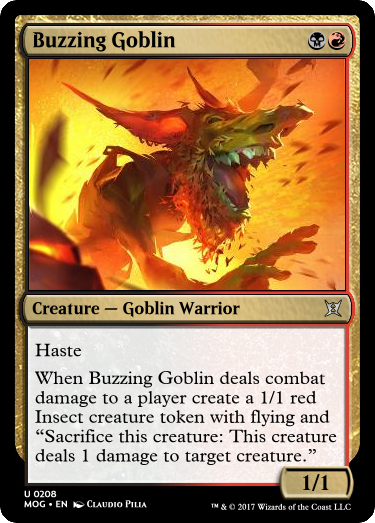 Buzzing Goblin
Creature — Goblin Warrior
Haste
When Buzzing Goblin deals combat
damage to a player create a 1/1 red
Insect creature token with flying and
“Sacrifice this creature: This creature
deals 1 damage to target creature.”
1/1
U 0208
MOG • EN Claudio Pilia
™ & © 2017 Wizards of the Coast LLC